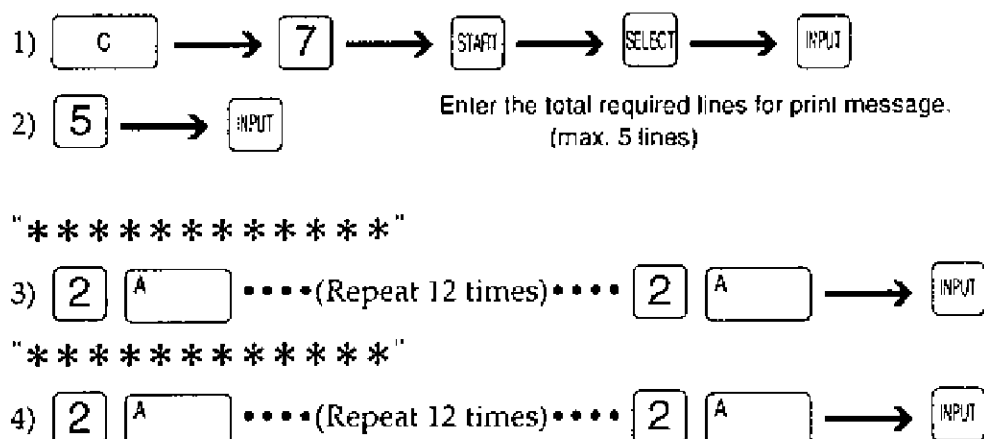 1) C → 7 → START → SELECT → INPUT
Enter the total required lines for print message.
2) 5 → INPUT
(max. 5 lines)
"************"
3) 2 A ••••(Repeat 12 times)•••• 2 A → INPUT
"************"
4) 2 A ••••(Repeat 12 times)•••• 2 A → INPUT